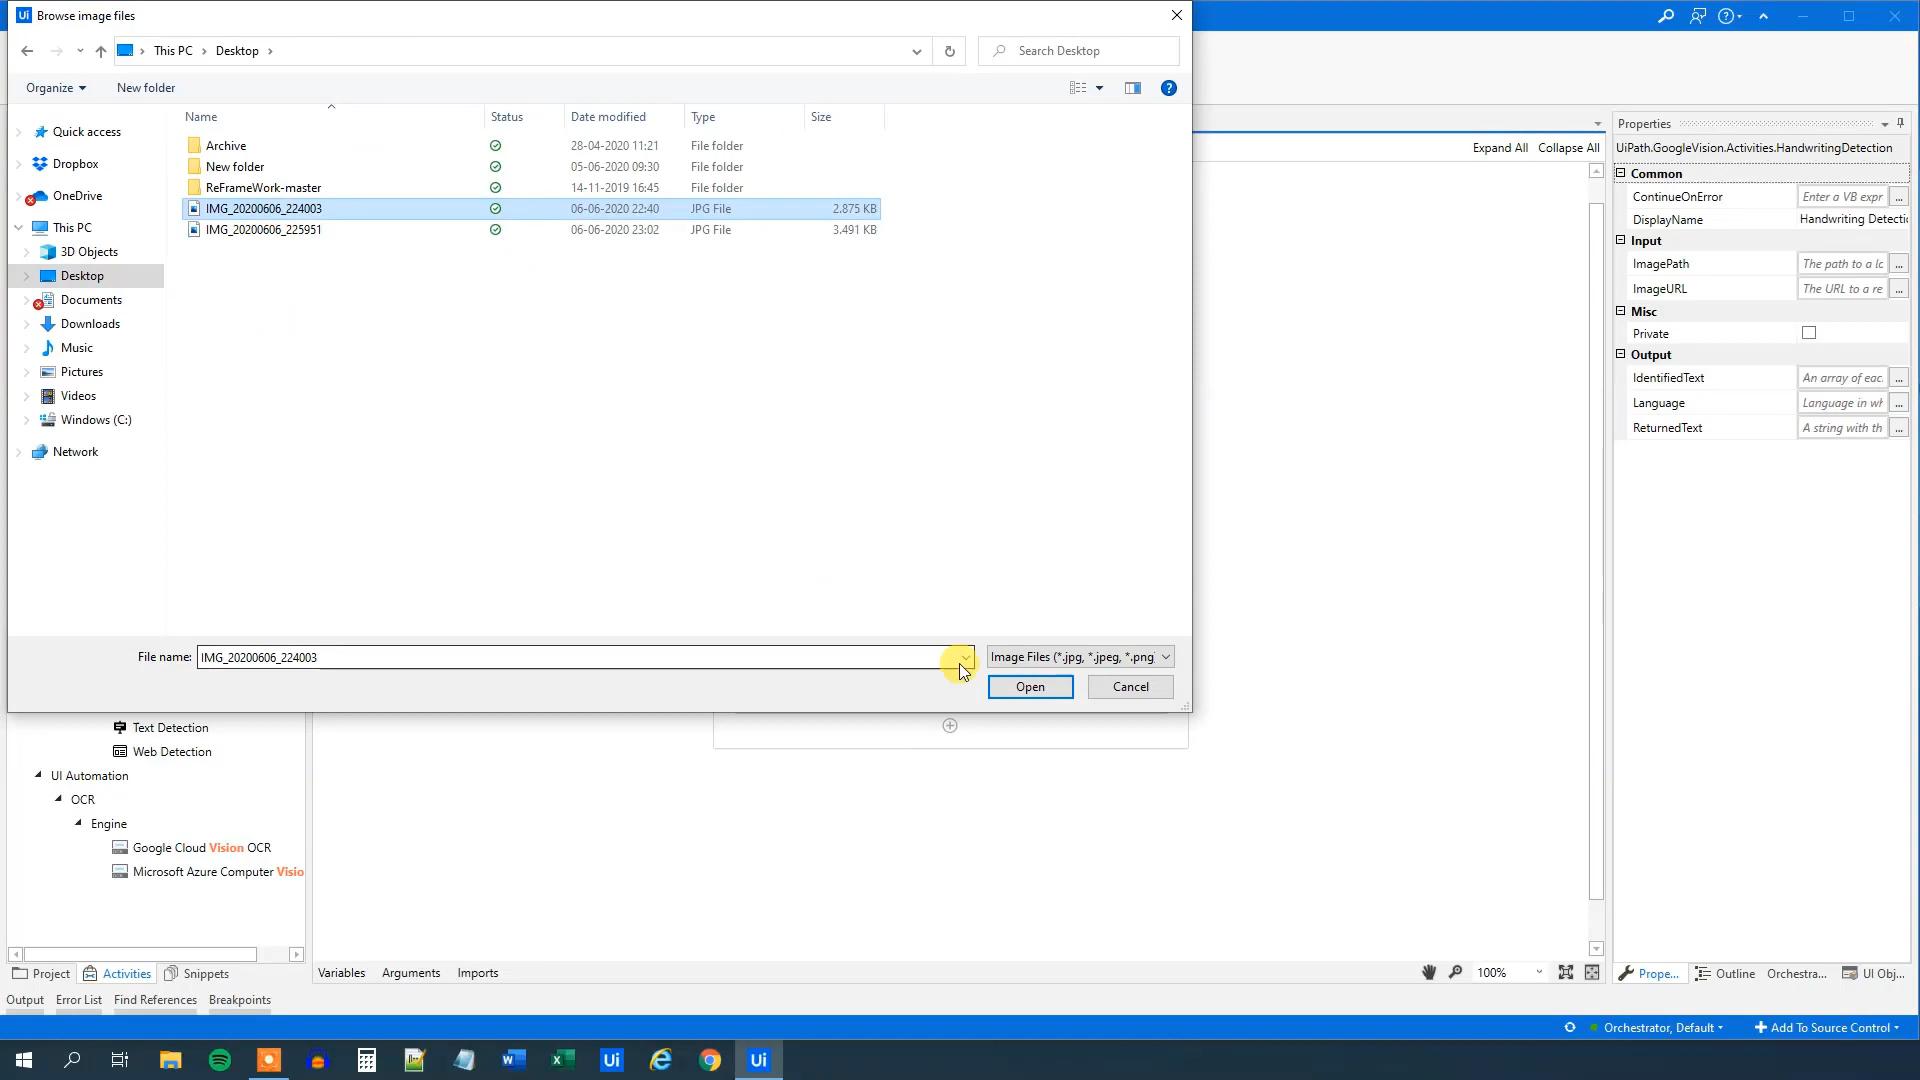 Browse image files
This PC > Desktop >
Search Desktop
Organize
New folder
Name
Status
Date modified
Type
Size
Archive
28-04-2020 11:21
File folder
New folder
05-06-2020 09:30
File folder
ReFrameWork-master
14-11-2019 16:45
File folder
IMG_20200606_224003
06-06-2020 22:40
JPG File
2.875 KB
IMG_20200606_225951
06-06-2020 23:02
JPG File
3.491 KB
Quick access
Dropbox
OneDrive
This PC
3D Objects
Desktop
Documents
Downloads
Music
Pictures
Videos
Windows (C:)
Network
File name: IMG_20200606_224003
Image Files (*.jpg, *.jpeg, *.png
Open
Cancel
Text Detection
Web Detection
UI Automation
OCR
Engine
Google Cloud Vision OCR
Microsoft Azure Computer Visio
Project
Activities
Snippets
Variables
Arguments
Imports
100%
Expand All
Collapse All
Properties
UiPath.GoogleVision.Activities.HandwritingDetection
Common
ContinueOnError
Enter a VB expr
...
DisplayName
Handwriting Detectio
Input
ImagePath
The path to a lo
...
ImageURL
The URL to a re
...
Misc
Private
Output
IdentifiedText
An array of eac
...
Language
Language in wh
...
ReturnedText
A string with th
...
Prope...
Outline
Orchestra...
UI Obj...
Output
Error List
Find References
Breakpoints
Orchestrator, Default
Add To Source Control